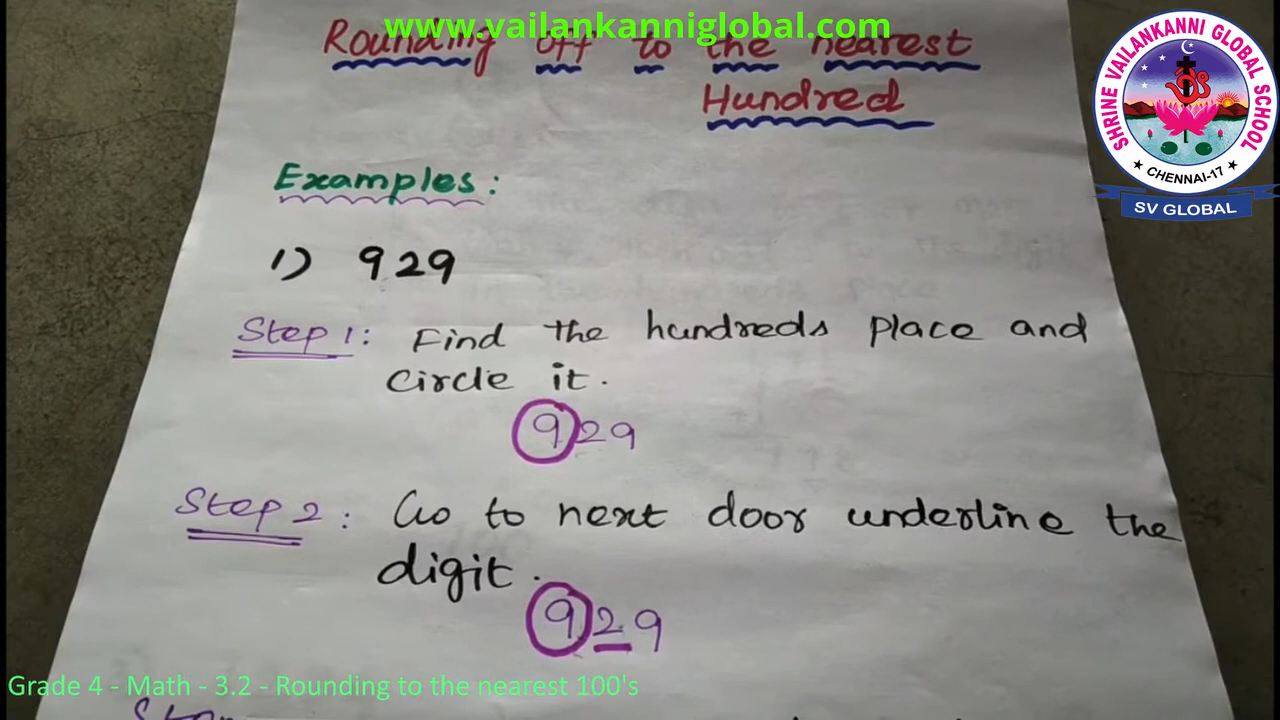 www.vailankanniglobal.com
Rounding off to the nearest
Hundred
SHRINE VAILANKANNI GLOBAL SCHOOL
★ CHENNAI-17 ★
SV GLOBAL
Examples:
1) 929
Step 1: Find the hundreds place and
circle it.
929
Step 2: Go to next door underline the
digit.
929
Grade 4 - Math - 3.2 - Rounding to the nearest 100's